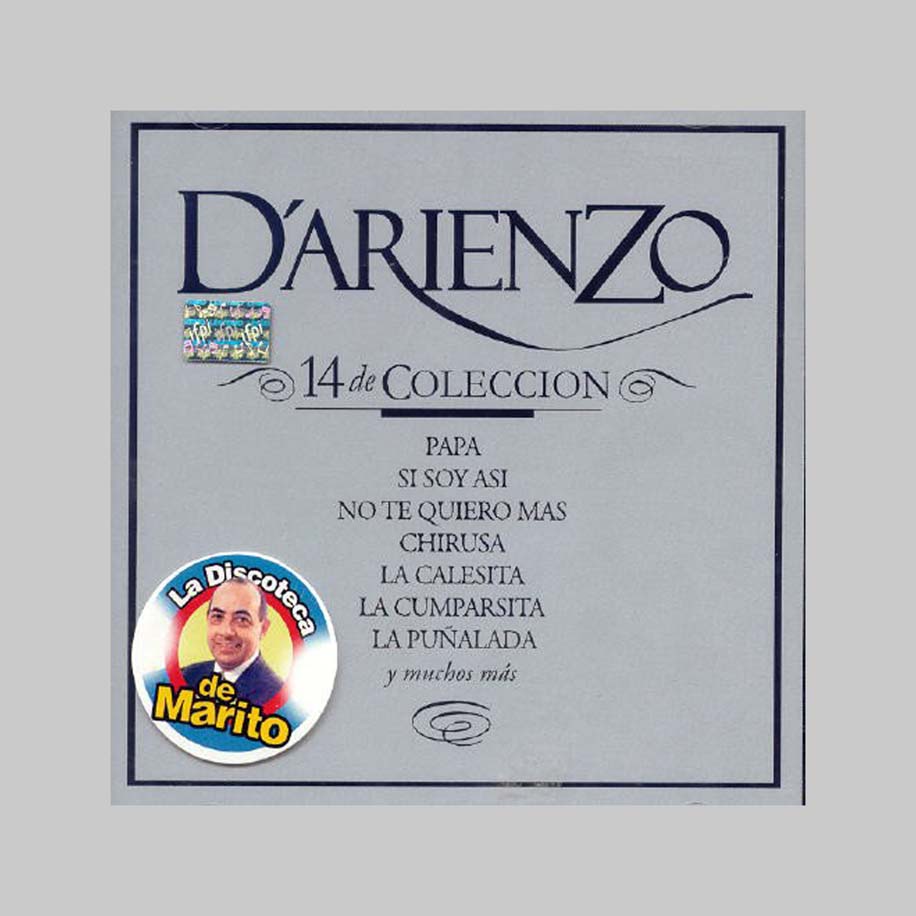 D'ARIENZO
14 de COLECCION
PAPA
SI SOY ASI
NO TE QUIERO MAS
CHIRUSA
LA CALESITA
LA CUMPARSITA
LA PUÑALADA
y muchos más
La Discoteca
de
Marito